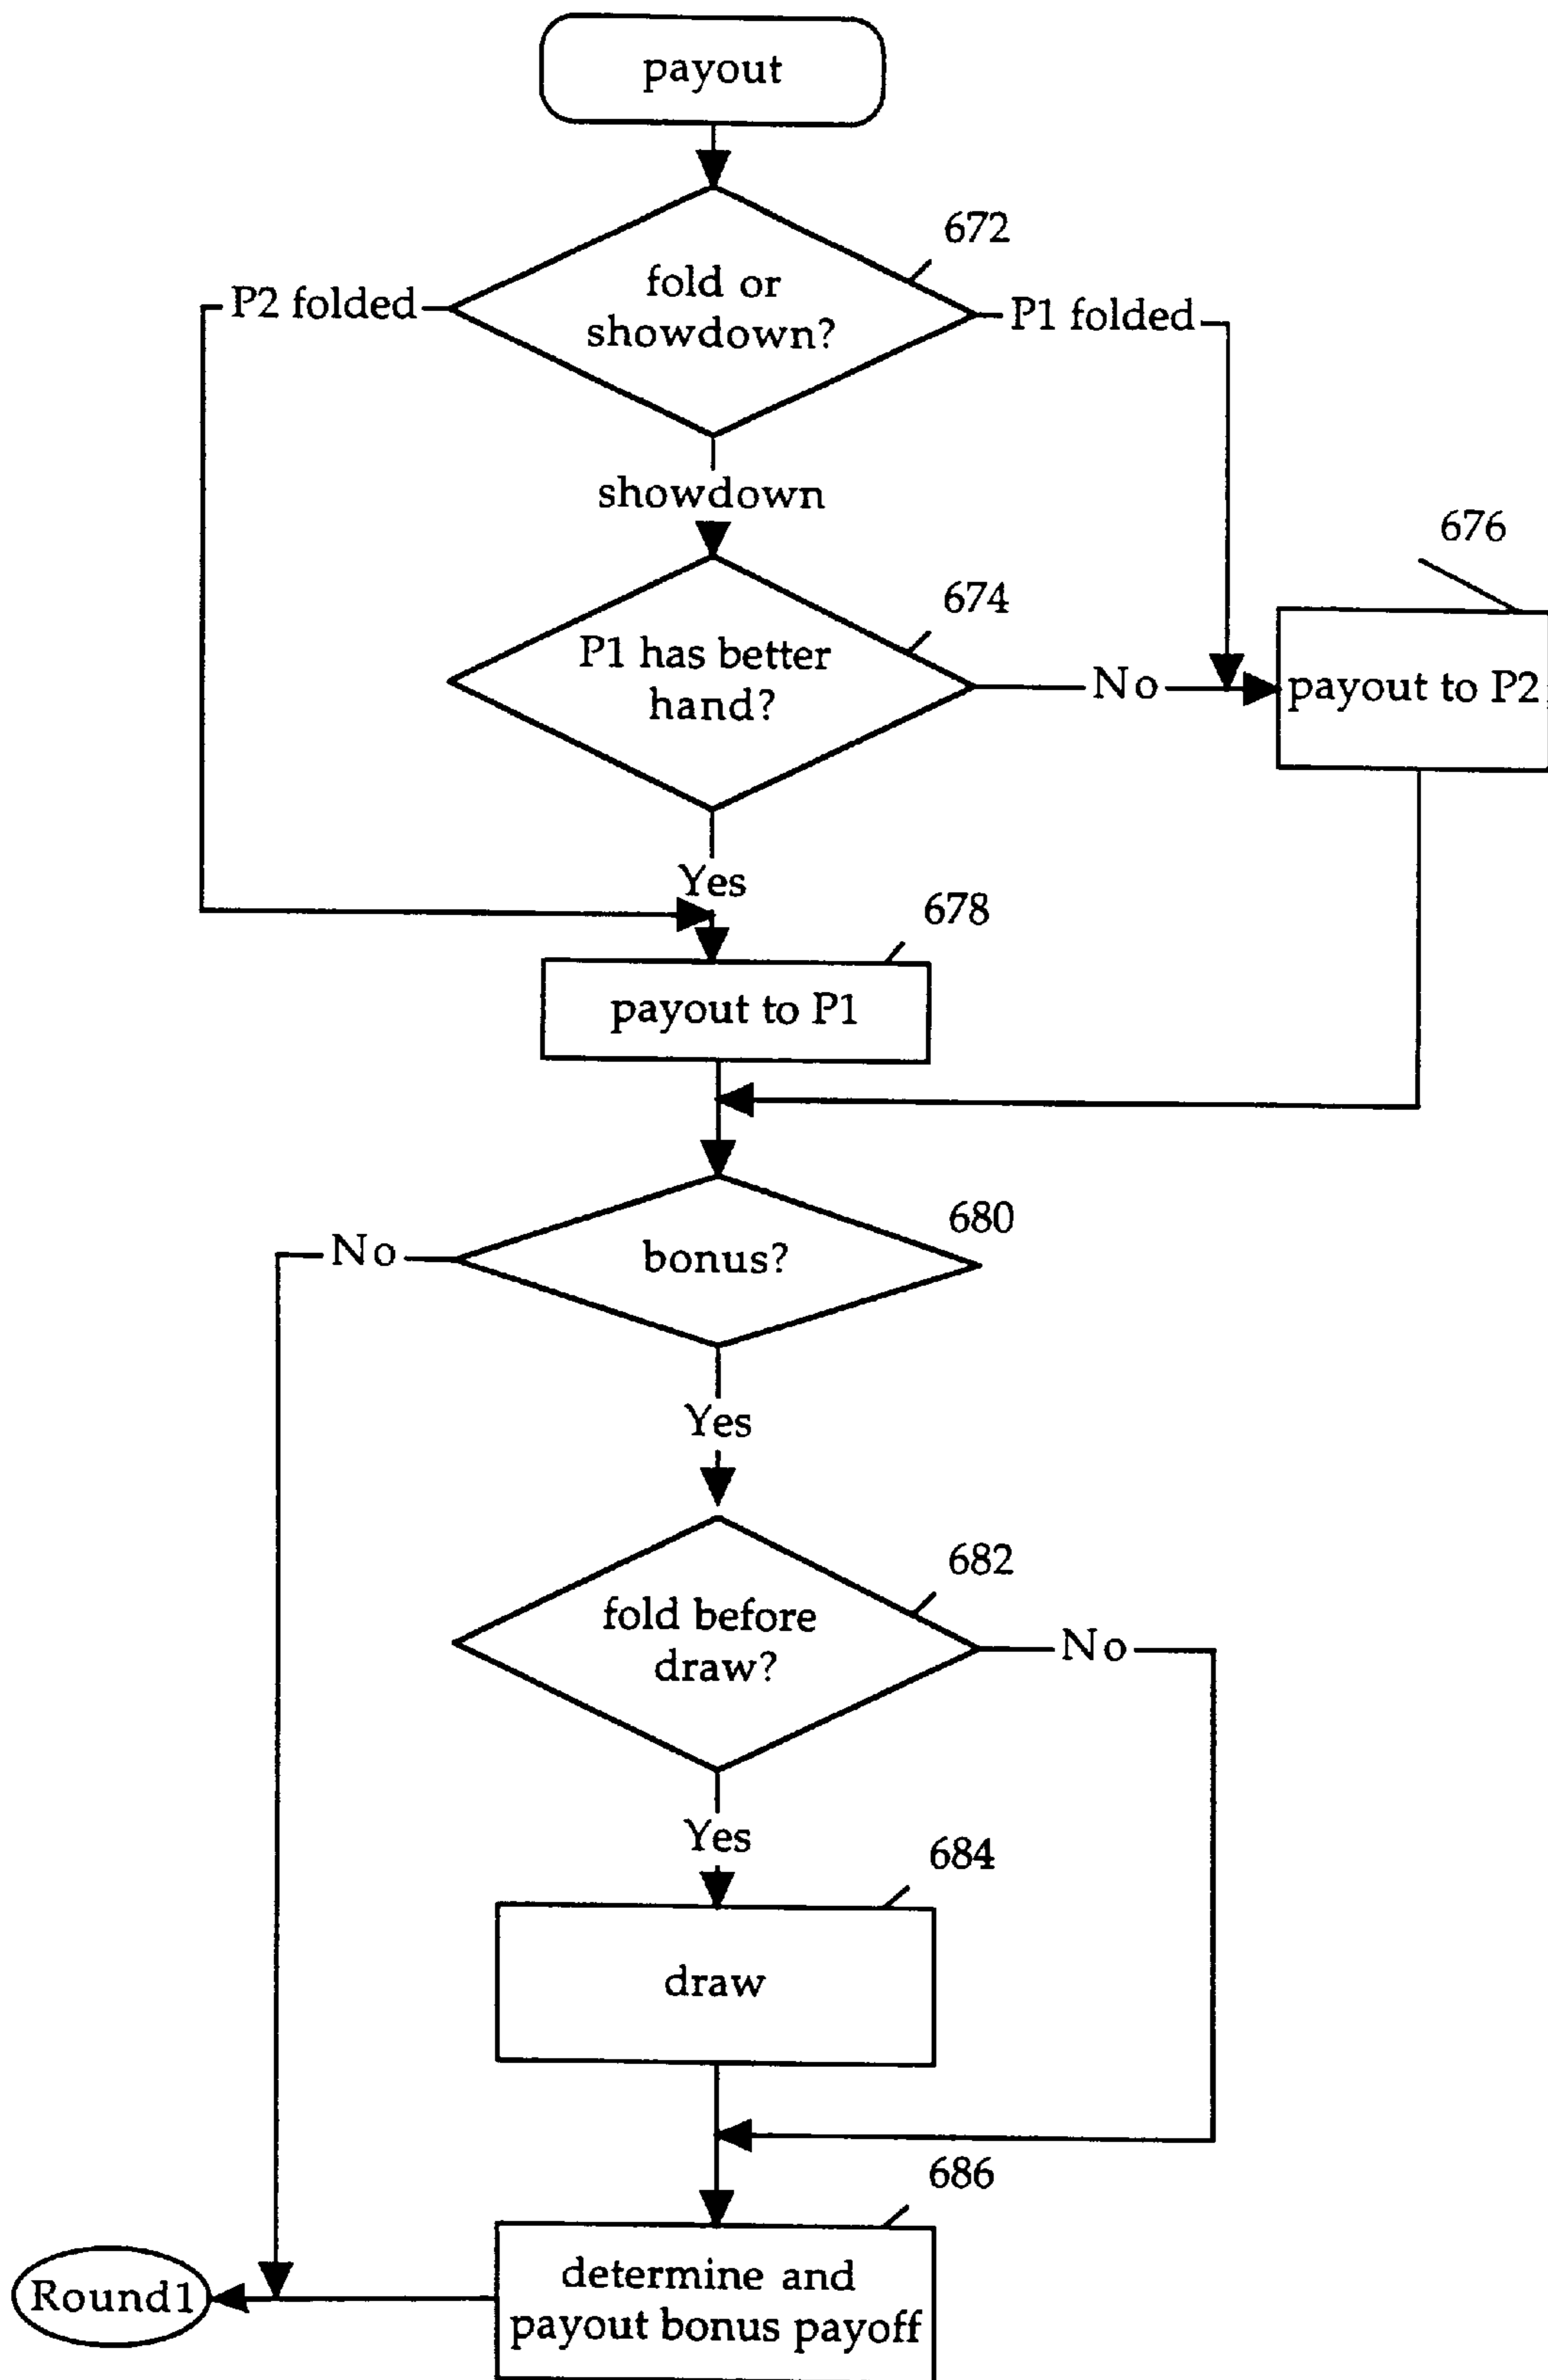 payout
672
fold or
showdown?
P2 folded
P1 folded
showdown
676
674
P1 has better
hand?
No
payout to P2
Yes
678
payout to P1
680
No
bonus?
Yes
682
fold before
draw?
No
Yes
684
draw
686
Round1
determine and
payout bonus payoff